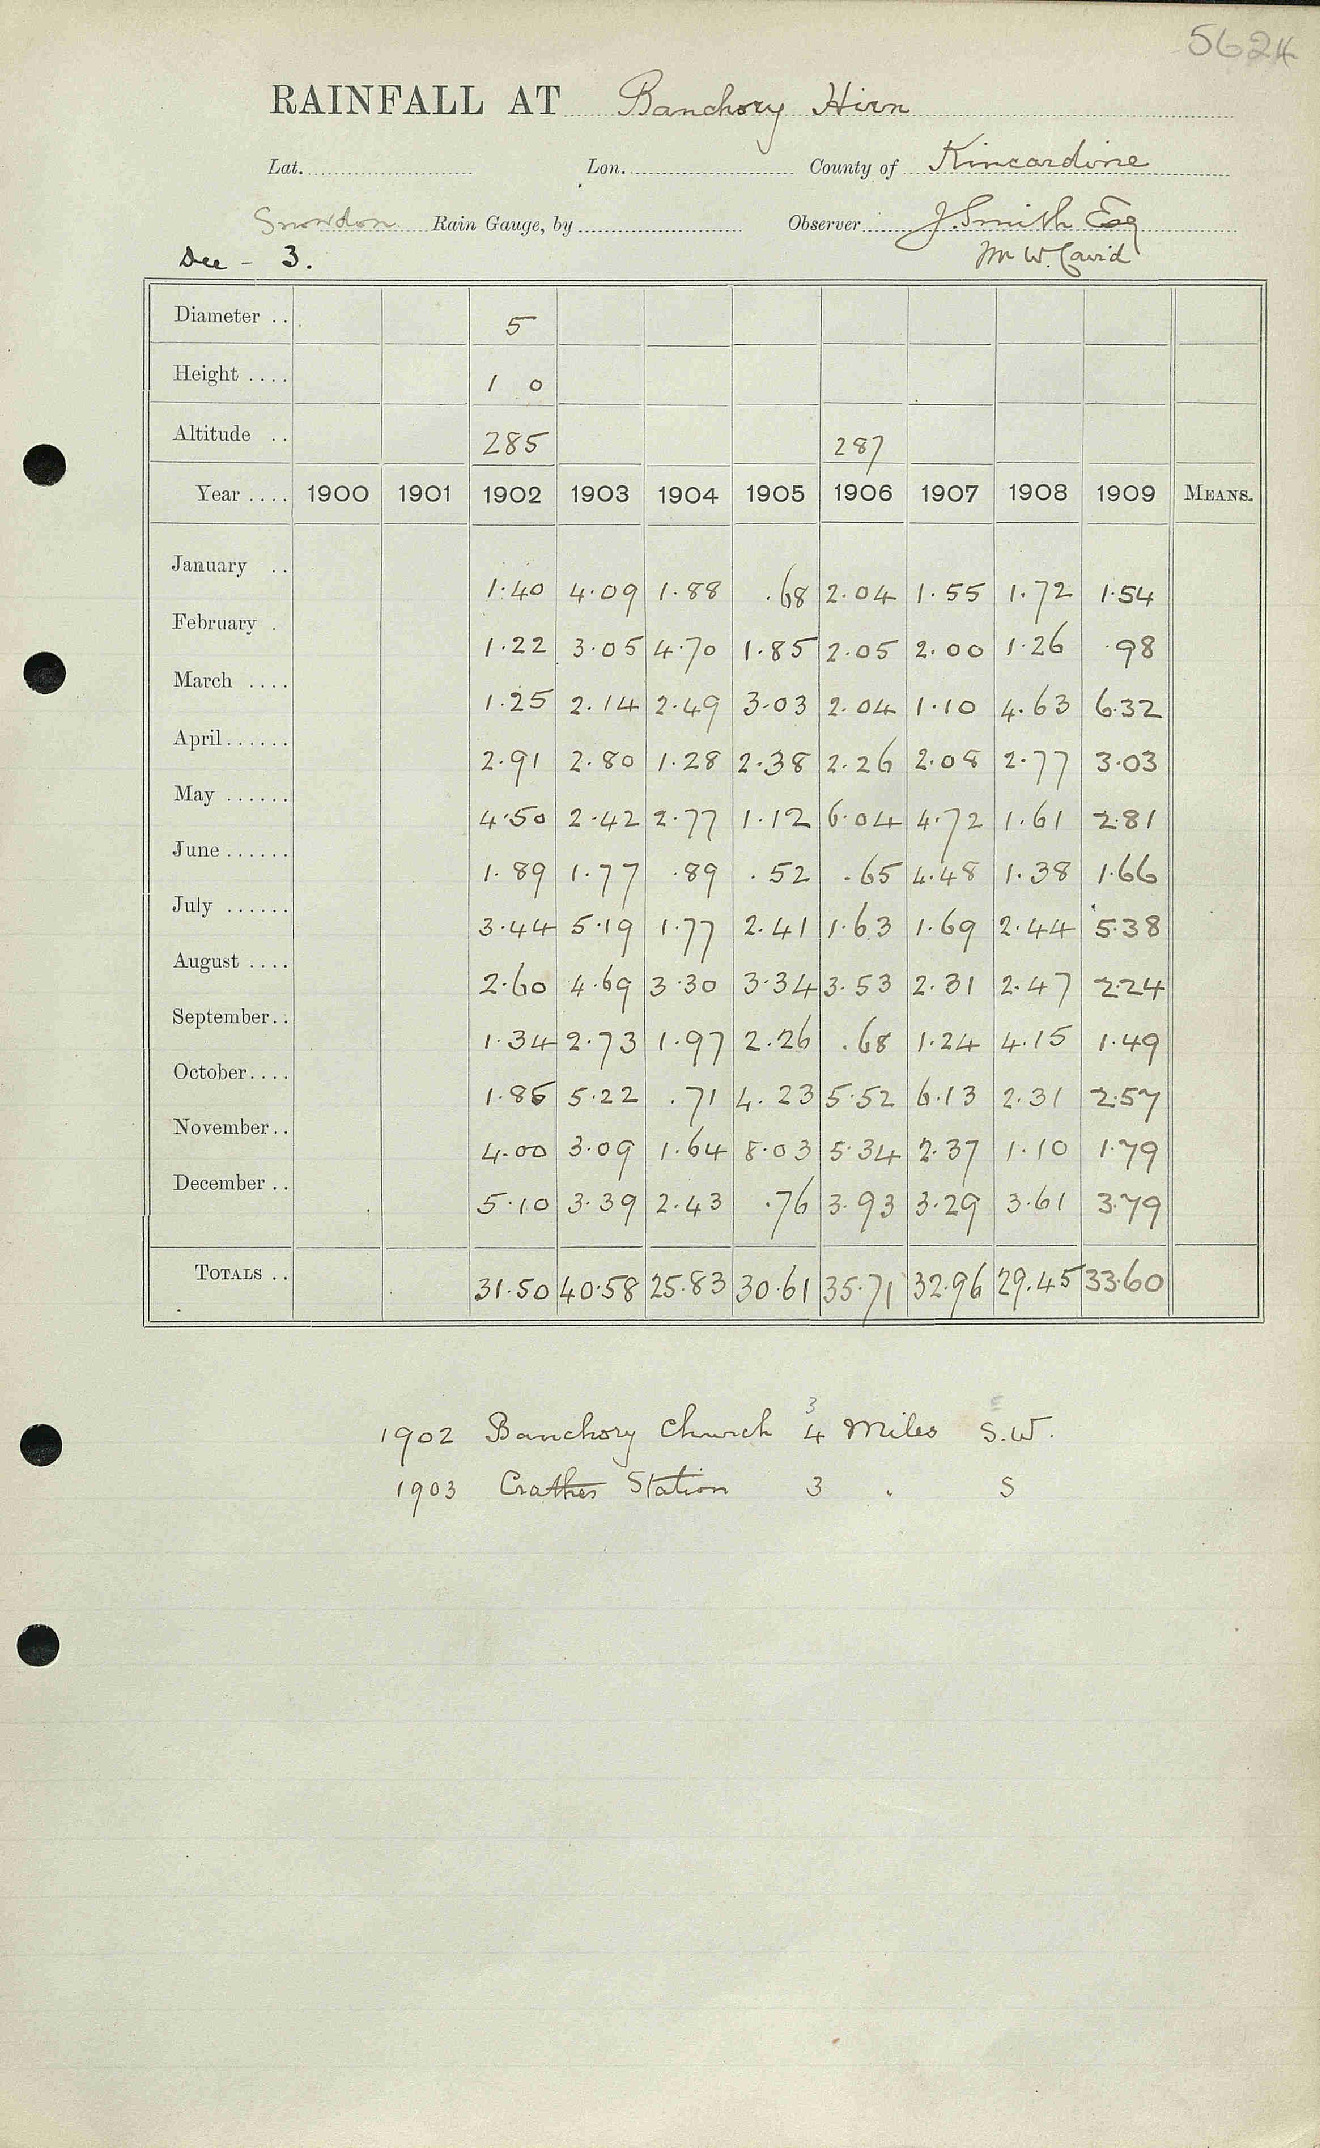 5624
RAINFALL AT Banchory Hirn
Lat. Lon. County of Kincardine
Snowdon Rain Gauge, by Observer J. Smith Esq
Dee - 3. Mr W. Cavid
Diameter .. 5
Height .... 1 0
Altitude .. 285 287
Year .... 1900 1901 1902 1903 1904 1905 1906 1907 1908 1909 MEANS.
January .. 1.40 4.09 1.88 .68 2.04 1.55 1.72 1.54
February . 1.22 3.05 4.70 1.85 2.05 2.00 1.26 .98
March .... 1.25 2.14 2.49 3.03 2.04 1.10 4.63 6.32
April...... 2.91 2.80 1.28 2.38 2.26 2.08 2.77 3.03
May ...... 4.50 2.42 2.77 1.12 6.04 4.72 1.61 2.81
June...... 1.89 1.77 .89 .52 .65 4.48 1.38 1.66
July ...... 3.44 5.19 1.77 2.41 1.63 1.69 2.44 5.38
August .... 2.60 4.69 3.30 3.34 3.53 2.31 2.47 2.24
September.. 1.34 2.73 1.97 2.26 .68 1.24 4.15 1.49
October.... 1.85 5.22 .71 4.23 5.52 6.13 2.31 2.57
November.. 4.00 3.09 1.64 8.03 5.34 2.37 1.10 1.79
December .. 5.10 3.39 2.43 .76 3.93 3.29 3.61 3.79
TOTALS .. 31.50 40.58 25.83 30.61 35.71 32.96 29.45 33.60
3
1902 Banchory Church 4 Miles S.W.
1903 Crathes Station 3 . S